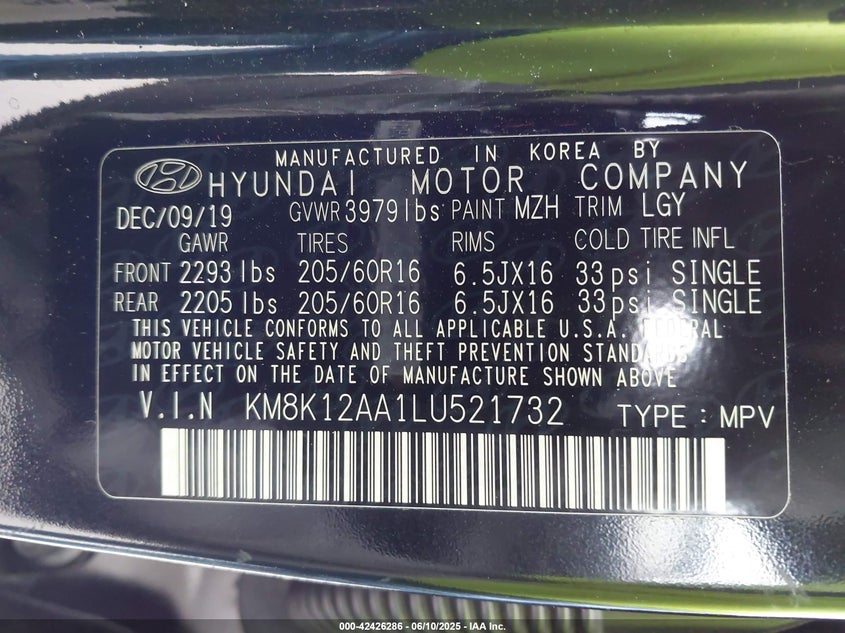 MANUFACTURED IN KOREA BY
HYUNDAI MOTOR COMPANY
DEC/09/19 GVWR 3979lbs PAINT MZH TRIM LGY
GAWR TIRES RIMS COLD TIRE INFL
FRONT 2293 lbs 205/60R16 6.5JX16 33psi SINGLE
REAR 2205 lbs 205/60R16 6.5JX16 33psi SINGLE
THIS VEHICLE CONFORMS TO ALL APPLICABLE U.S.A. FEDERAL
MOTOR VEHICLE SAFETY AND THEFT PREVENTION STANDARDS
IN EFFECT ON THE DATE OF MANUFACTURE SHOWN ABOVE
V.I.N KM8K12AA1LU521732 TYPE : MPV
000-42426286 - 06/10/2025 - IAA Inc.